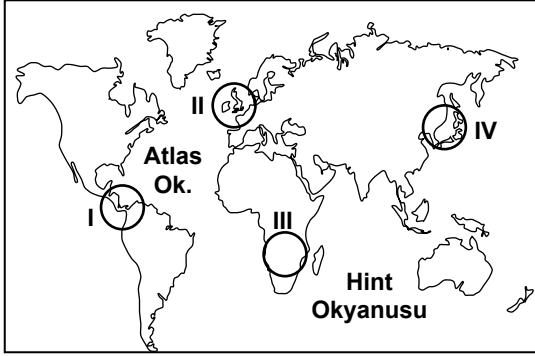 II
IV
Atlas
Ok.
I
III
Hint
Okyanusu